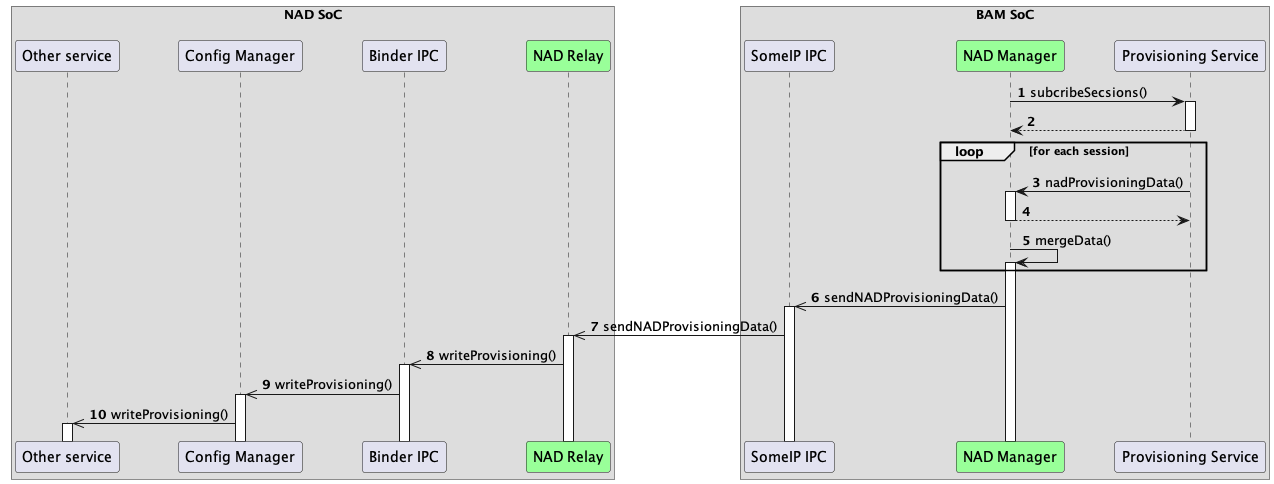 NAD SoC
BAM SoC
Other service
Config Manager
Binder IPC
NAD Relay
SomeIP IPC
NAD Manager
Provisioning Service
1 subcribeSecsions()
2
loop
[for each session]
3 nadProvisioningData()
4
5 mergeData()
6 sendNADProvisioningData()
7 sendNADProvisioningData()
8 writeProvisioning()
9 writeProvisioning()
10 writeProvisioning()
Other service
Config Manager
Binder IPC
NAD Relay
SomeIP IPC
NAD Manager
Provisioning Service